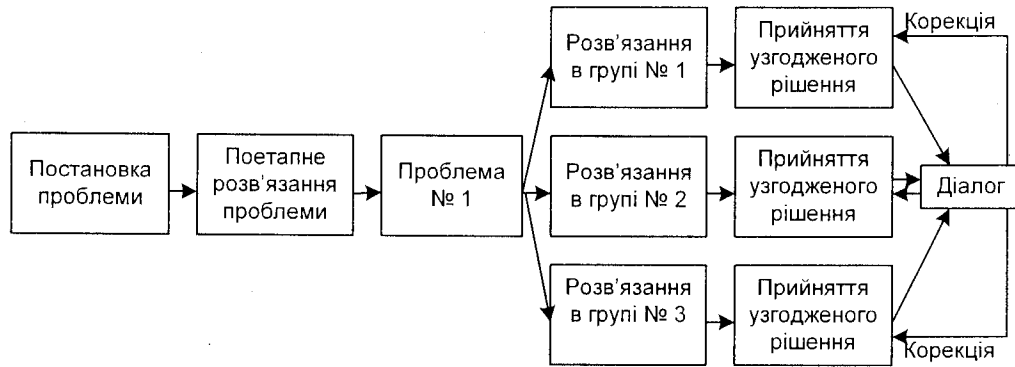 Постановка
проблеми
Поетапне
розв'язання
проблеми
Проблема
№ 1
Розв'язання
в групі № 1
Прийняття
узгодженого
рішення
Корекція
Розв'язання
в групі № 2
Прийняття
узгодженого
рішення
Діалог
Розв'язання
в групі № 3
Прийняття
узгодженого
рішення
Корекція